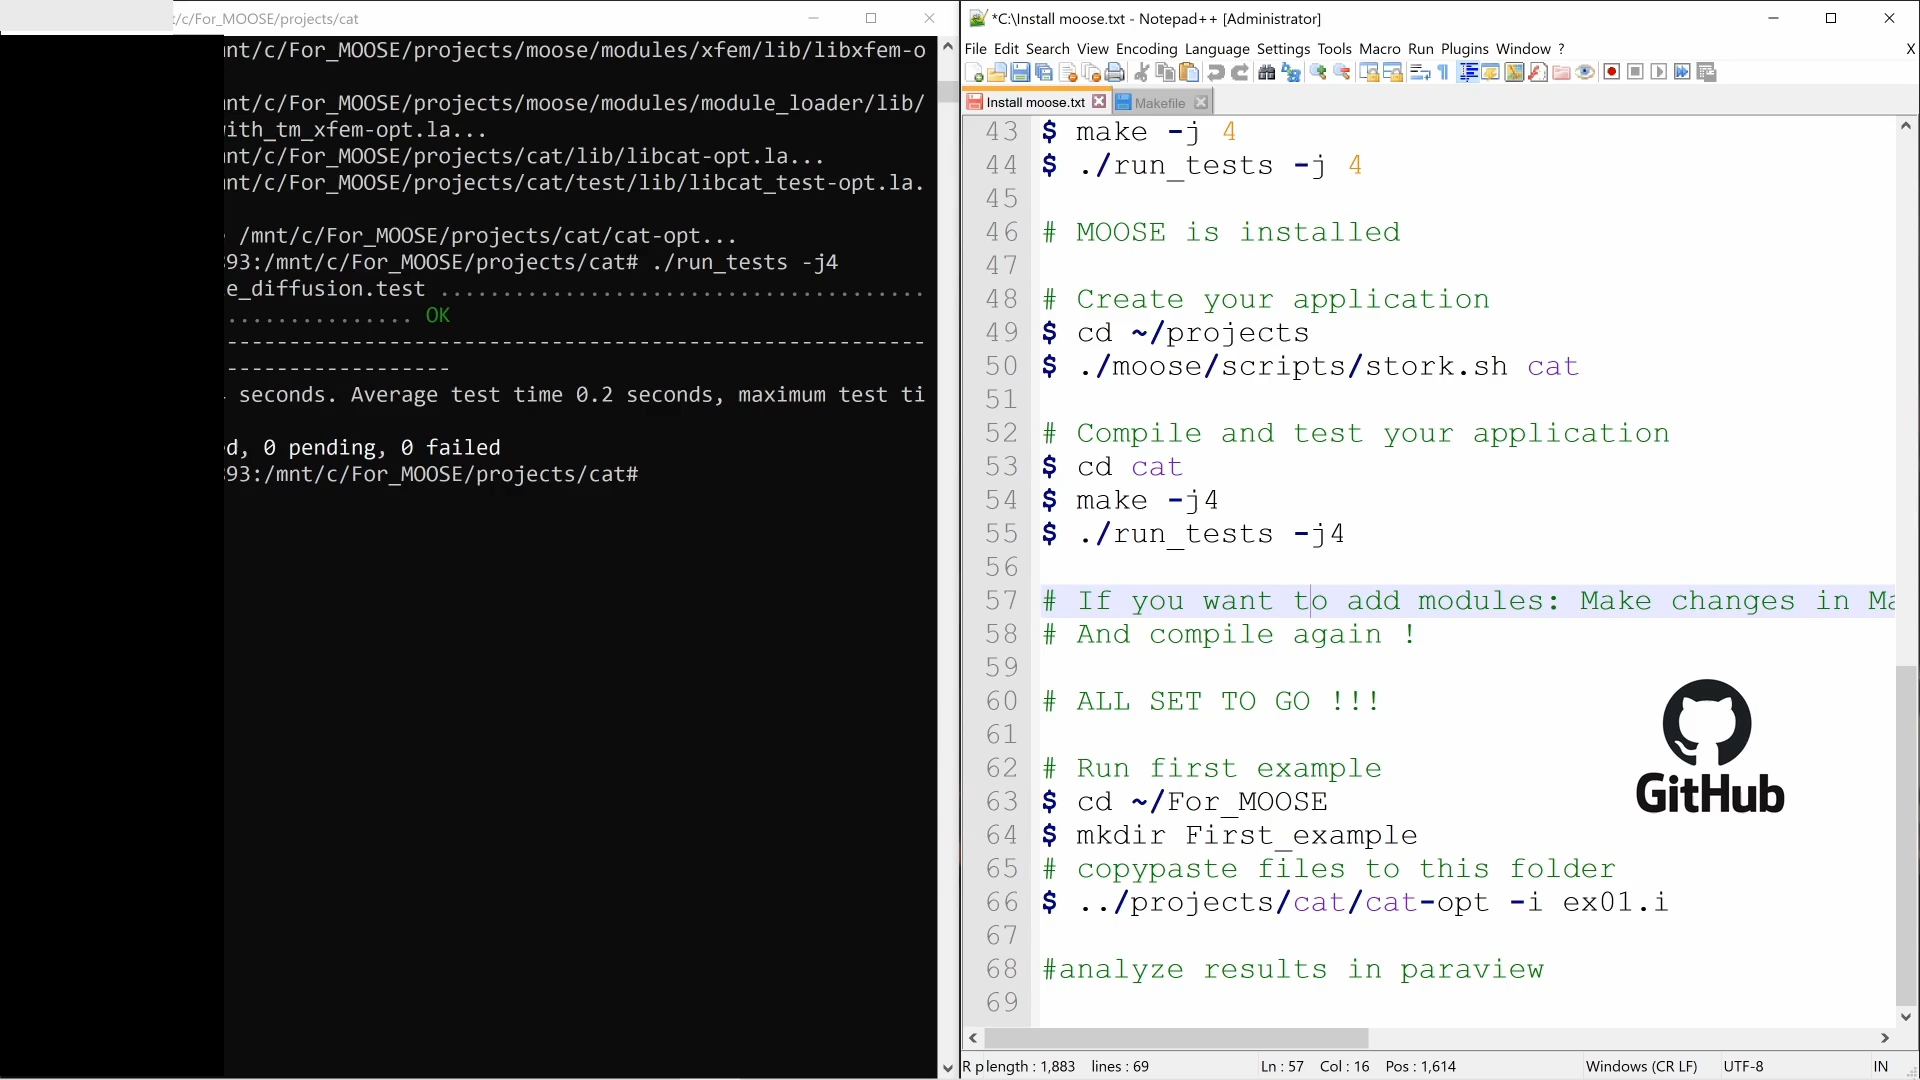 /c/For_MOOSE/projects/cat
nt/c/For_MOOSE/projects/moose/modules/xfem/lib/libxfem-o
nt/c/For_MOOSE/projects/moose/modules/module_loader/lib/
ith_tm_xfem-opt.la...
nt/c/For_MOOSE/projects/cat/lib/libcat-opt.la...
nt/c/For_MOOSE/projects/cat/test/lib/libcat_test-opt.la.
/mnt/c/For_MOOSE/projects/cat/cat-opt...
93:/mnt/c/For_MOOSE/projects/cat# ./run_tests -j4
e_diffusion.test .......................................
............... OK
--------------------------------------------------------
------------------
seconds. Average test time 0.2 seconds, maximum test ti
d, 0 pending, 0 failed
93:/mnt/c/For_MOOSE/projects/cat#
*C:\Install moose.txt - Notepad++ [Administrator]
File Edit Search View Encoding Language Settings Tools Macro Run Plugins Window ? X
Install moose.txt Makefile
43 $ make -j 4
44 $ ./run_tests -j 4
45
46 # MOOSE is installed
47
48 # Create your application
49 $ cd ~/projects
50 $ ./moose/scripts/stork.sh cat
51
52 # Compile and test your application
53 $ cd cat
54 $ make -j4
55 $ ./run_tests -j4
56
57 # If you want to add modules: Make changes in Ma
58 # And compile again !
59
60 # ALL SET TO GO !!!
61
62 # Run first example
63 $ cd ~/For_MOOSE
64 $ mkdir First_example
65 # copypaste files to this folder
66 $ ../projects/cat/cat-opt -i ex01.i
67
68 #analyze results in paraview
69
GitHub
R p length : 1,883 lines : 69 Ln : 57 Col : 16 Pos : 1,614 Windows (CR LF) UTF-8 IN